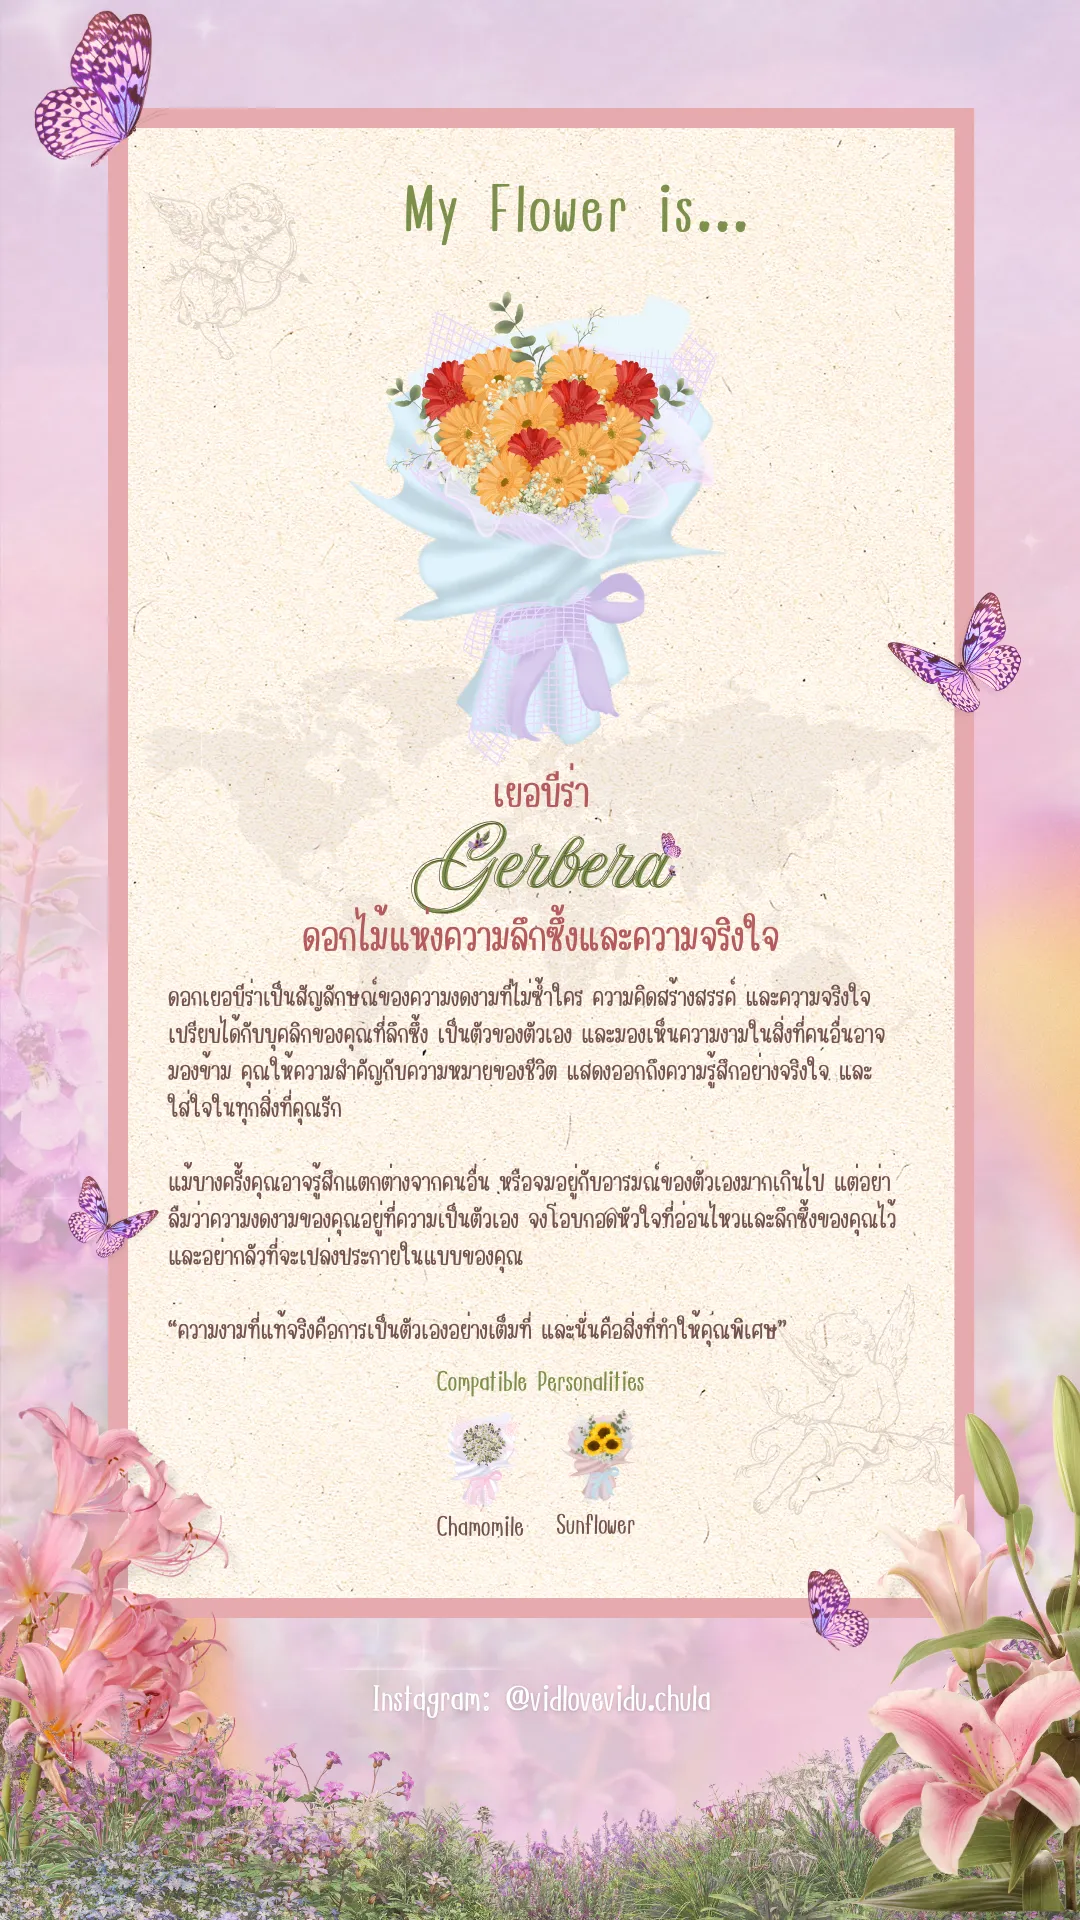 My Flower is...
เยอบีร่า
Gerbera
ดอกไม้แห่งความลึกซึ้งและความจริงใจ
ดอกเยอบีร่าเป็นสัญลักษณ์ของความงดงามที่ไม่ซ้ำใคร ความคิดสร้างสรรค์ และความจริงใจ
เปรียบได้กับบุคลิกของคุณที่ลึกซึ้ง เป็นตัวของตัวเอง และมองเห็นความงามในสิ่งที่คนอื่นอาจ
มองข้าม คุณให้ความสำคัญกับความหมายของชีวิต แสดงออกถึงความรู้สึกอย่างจริงใจ และ
ใส่ใจในทุกสิ่งที่คุณรัก
แม้บางครั้งคุณอาจรู้สึกแตกต่างจากคนอื่น หรือจมอยู่กับอารมณ์ของตัวเองมากเกินไป แต่อย่า
ลืมว่าความงดงามของคุณอยู่ที่ความเป็นตัวเอง จงโอบกอดหัวใจที่อ่อนไหวและลึกซึ้งของคุณไว้
และอย่ากลัวที่จะเปล่งประกายในแบบของคุณ
“ความงามที่แท้จริงคือการเป็นตัวเองอย่างเต็มที่ และนั่นคือสิ่งที่ทำให้คุณพิเศษ”
Compatible Personalities
Chamomile Sunflower
Instagram: @vidlovevidu.chula